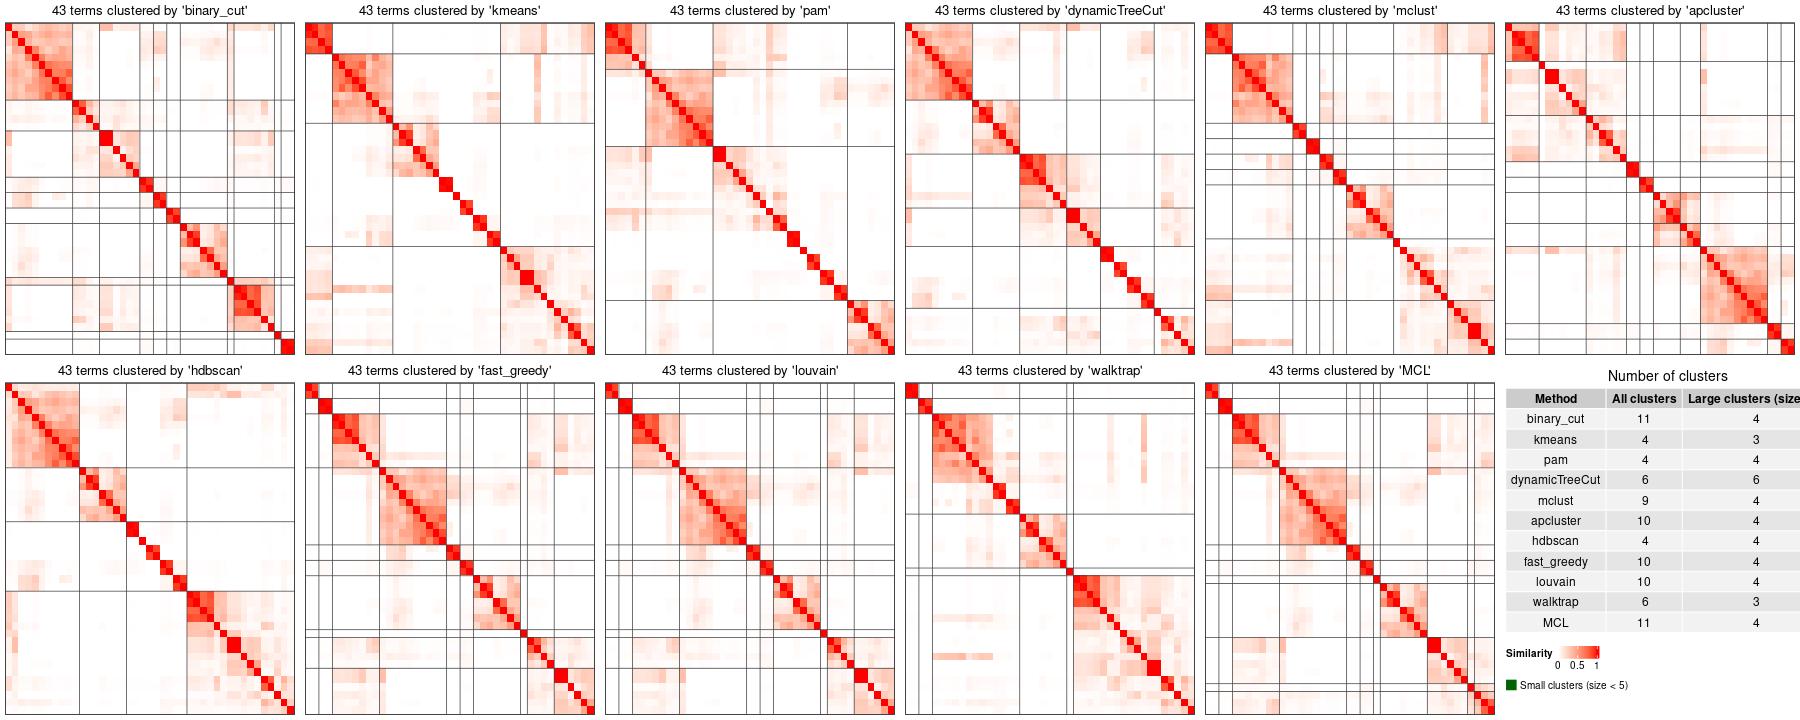 43 terms clustered by 'binary_cut'
43 terms clustered by 'kmeans'
43 terms clustered by 'pam'
43 terms clustered by 'dynamicTreeCut'
43 terms clustered by 'mclust'
43 terms clustered by 'apcluster'
43 terms clustered by 'hdbscan'
43 terms clustered by 'fast_greedy'
43 terms clustered by 'louvain'
43 terms clustered by 'walktrap'
43 terms clustered by 'MCL'
Number of clusters
Method All clusters Large clusters (size
binary_cut 11 4
kmeans 4 3
pam 4 4
dynamicTreeCut 6 6
mclust 9 4
apcluster 10 4
hdbscan 4 4
fast_greedy 10 4
louvain 10 4
walktrap 6 3
MCL 11 4
Similarity
0 0.5 1
Small clusters (size < 5)